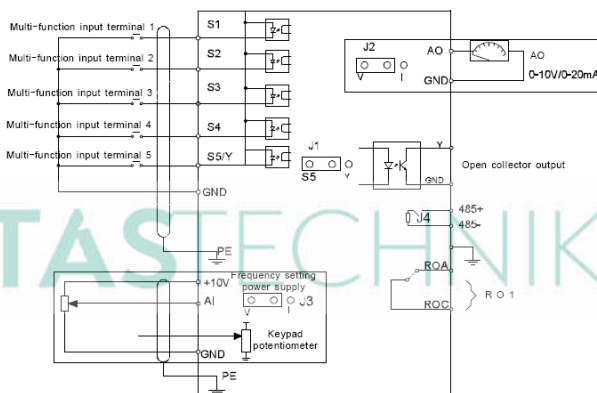 Multi-function input terminal 1
S1
Multi-function input terminal 2
S2
Multi-function input terminal 3
S3
Multi-function input terminal 4
S4
Multi-function input terminal 5
S5/Y
GND
PE
J2
V
I
AO
GND
AO
0-10V/0-20mA
J1
S5
Y
Y
GND
Open collector output
J4
485+
485-
TASTECHNIK
ROA
ROC
RO1
+10V
Frequency setting
power supply
AI
V
I
J3
Keypad
potentiometer
GND
PE